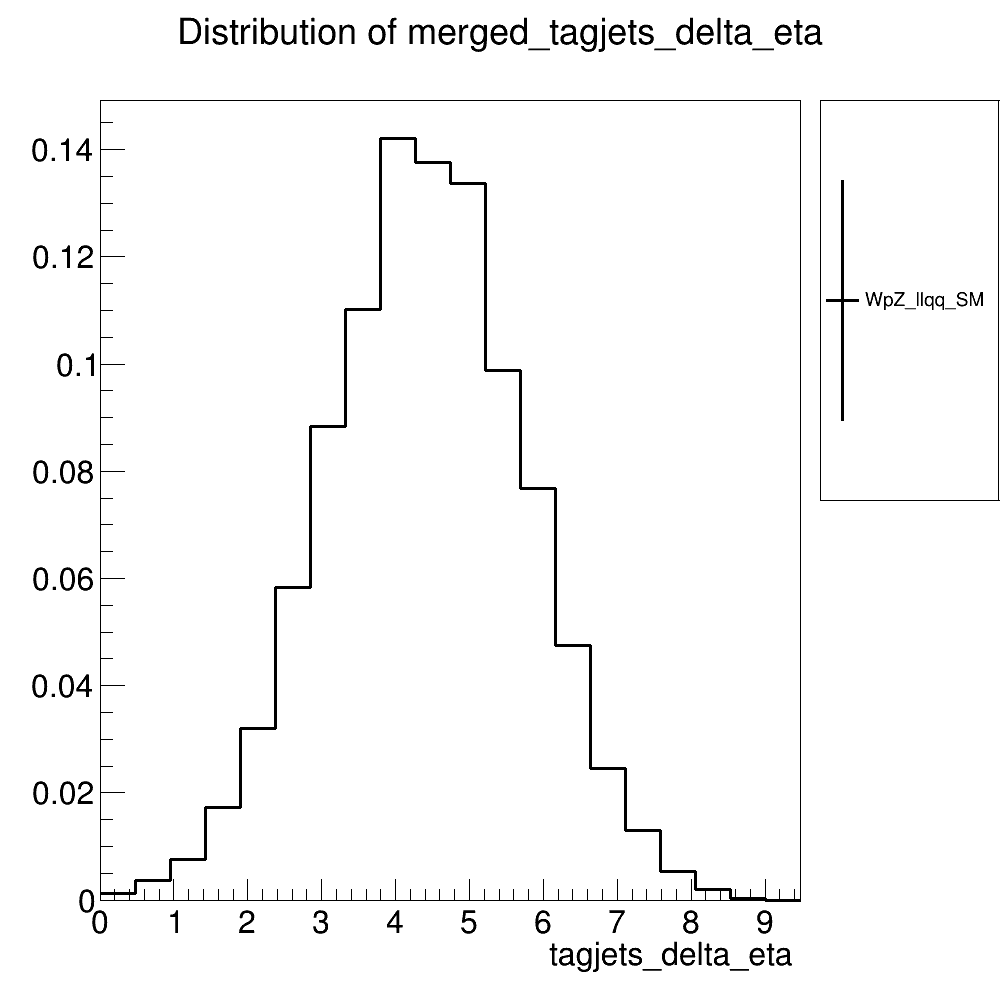 Distribution of merged_tagjets_delta_eta
0.14
0.12
0.1
0.08
0.06
0.04
0.02
0
0 1 2 3 4 5 6 7 8 9
tagjets_delta_eta
WpZ_llqq_SM